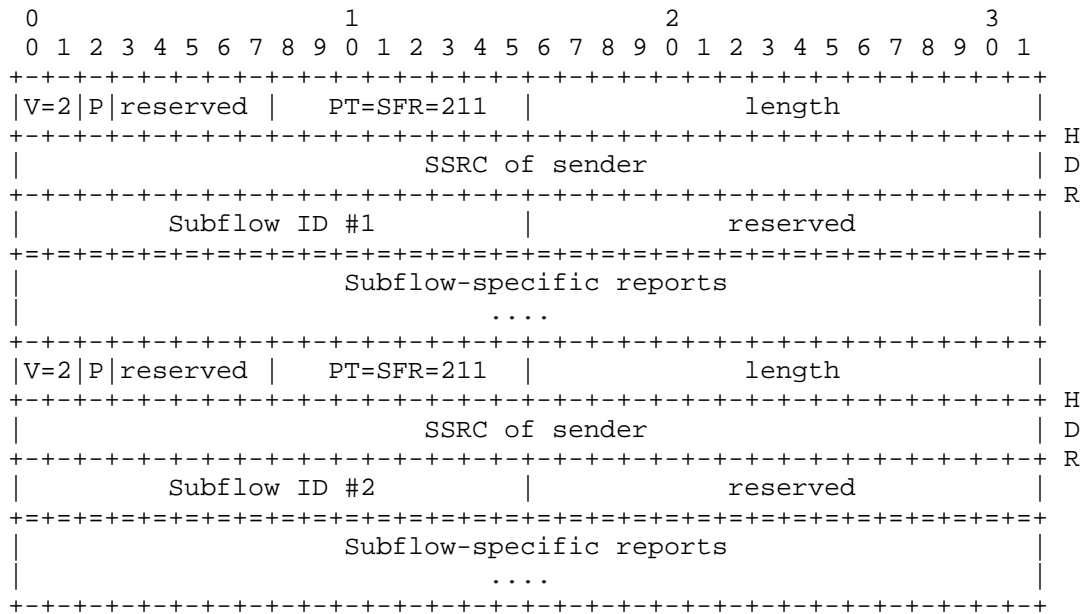 0                   1                   2                   3
 0 1 2 3 4 5 6 7 8 9 0 1 2 3 4 5 6 7 8 9 0 1 2 3 4 5 6 7 8 9 0 1
+-+-+-+-+-+-+-+-+-+-+-+-+-+-+-+-+-+-+-+-+-+-+-+-+-+-+-+-+-+-+-+-+
|V=2|P|reserved |   PT=SFR=211  |             length            |
+-+-+-+-+-+-+-+-+-+-+-+-+-+-+-+-+-+-+-+-+-+-+-+-+-+-+-+-+-+-+-+-+ H
|                         SSRC of sender                        | D
+-+-+-+-+-+-+-+-+-+-+-+-+-+-+-+-+-+-+-+-+-+-+-+-+-+-+-+-+-+-+-+-+ R
|         Subflow ID #1         |            reserved           |
+=+=+=+=+=+=+=+=+=+=+=+=+=+=+=+=+=+=+=+=+=+=+=+=+=+=+=+=+=+=+=+=+
|                    Subflow-specific reports                   |
|                             ....                              |
+-+-+-+-+-+-+-+-+-+-+-+-+-+-+-+-+-+-+-+-+-+-+-+-+-+-+-+-+-+-+-+-+
|V=2|P|reserved |   PT=SFR=211  |             length            |
+-+-+-+-+-+-+-+-+-+-+-+-+-+-+-+-+-+-+-+-+-+-+-+-+-+-+-+-+-+-+-+-+ H
|                         SSRC of sender                        | D
+-+-+-+-+-+-+-+-+-+-+-+-+-+-+-+-+-+-+-+-+-+-+-+-+-+-+-+-+-+-+-+-+ R
|         Subflow ID #2         |            reserved           |
+=+=+=+=+=+=+=+=+=+=+=+=+=+=+=+=+=+=+=+=+=+=+=+=+=+=+=+=+=+=+=+=+
|                    Subflow-specific reports                   |
|                             ....                              |
+-+-+-+-+-+-+-+-+-+-+-+-+-+-+-+-+-+-+-+-+-+-+-+-+-+-+-+-+-+-+-+-+